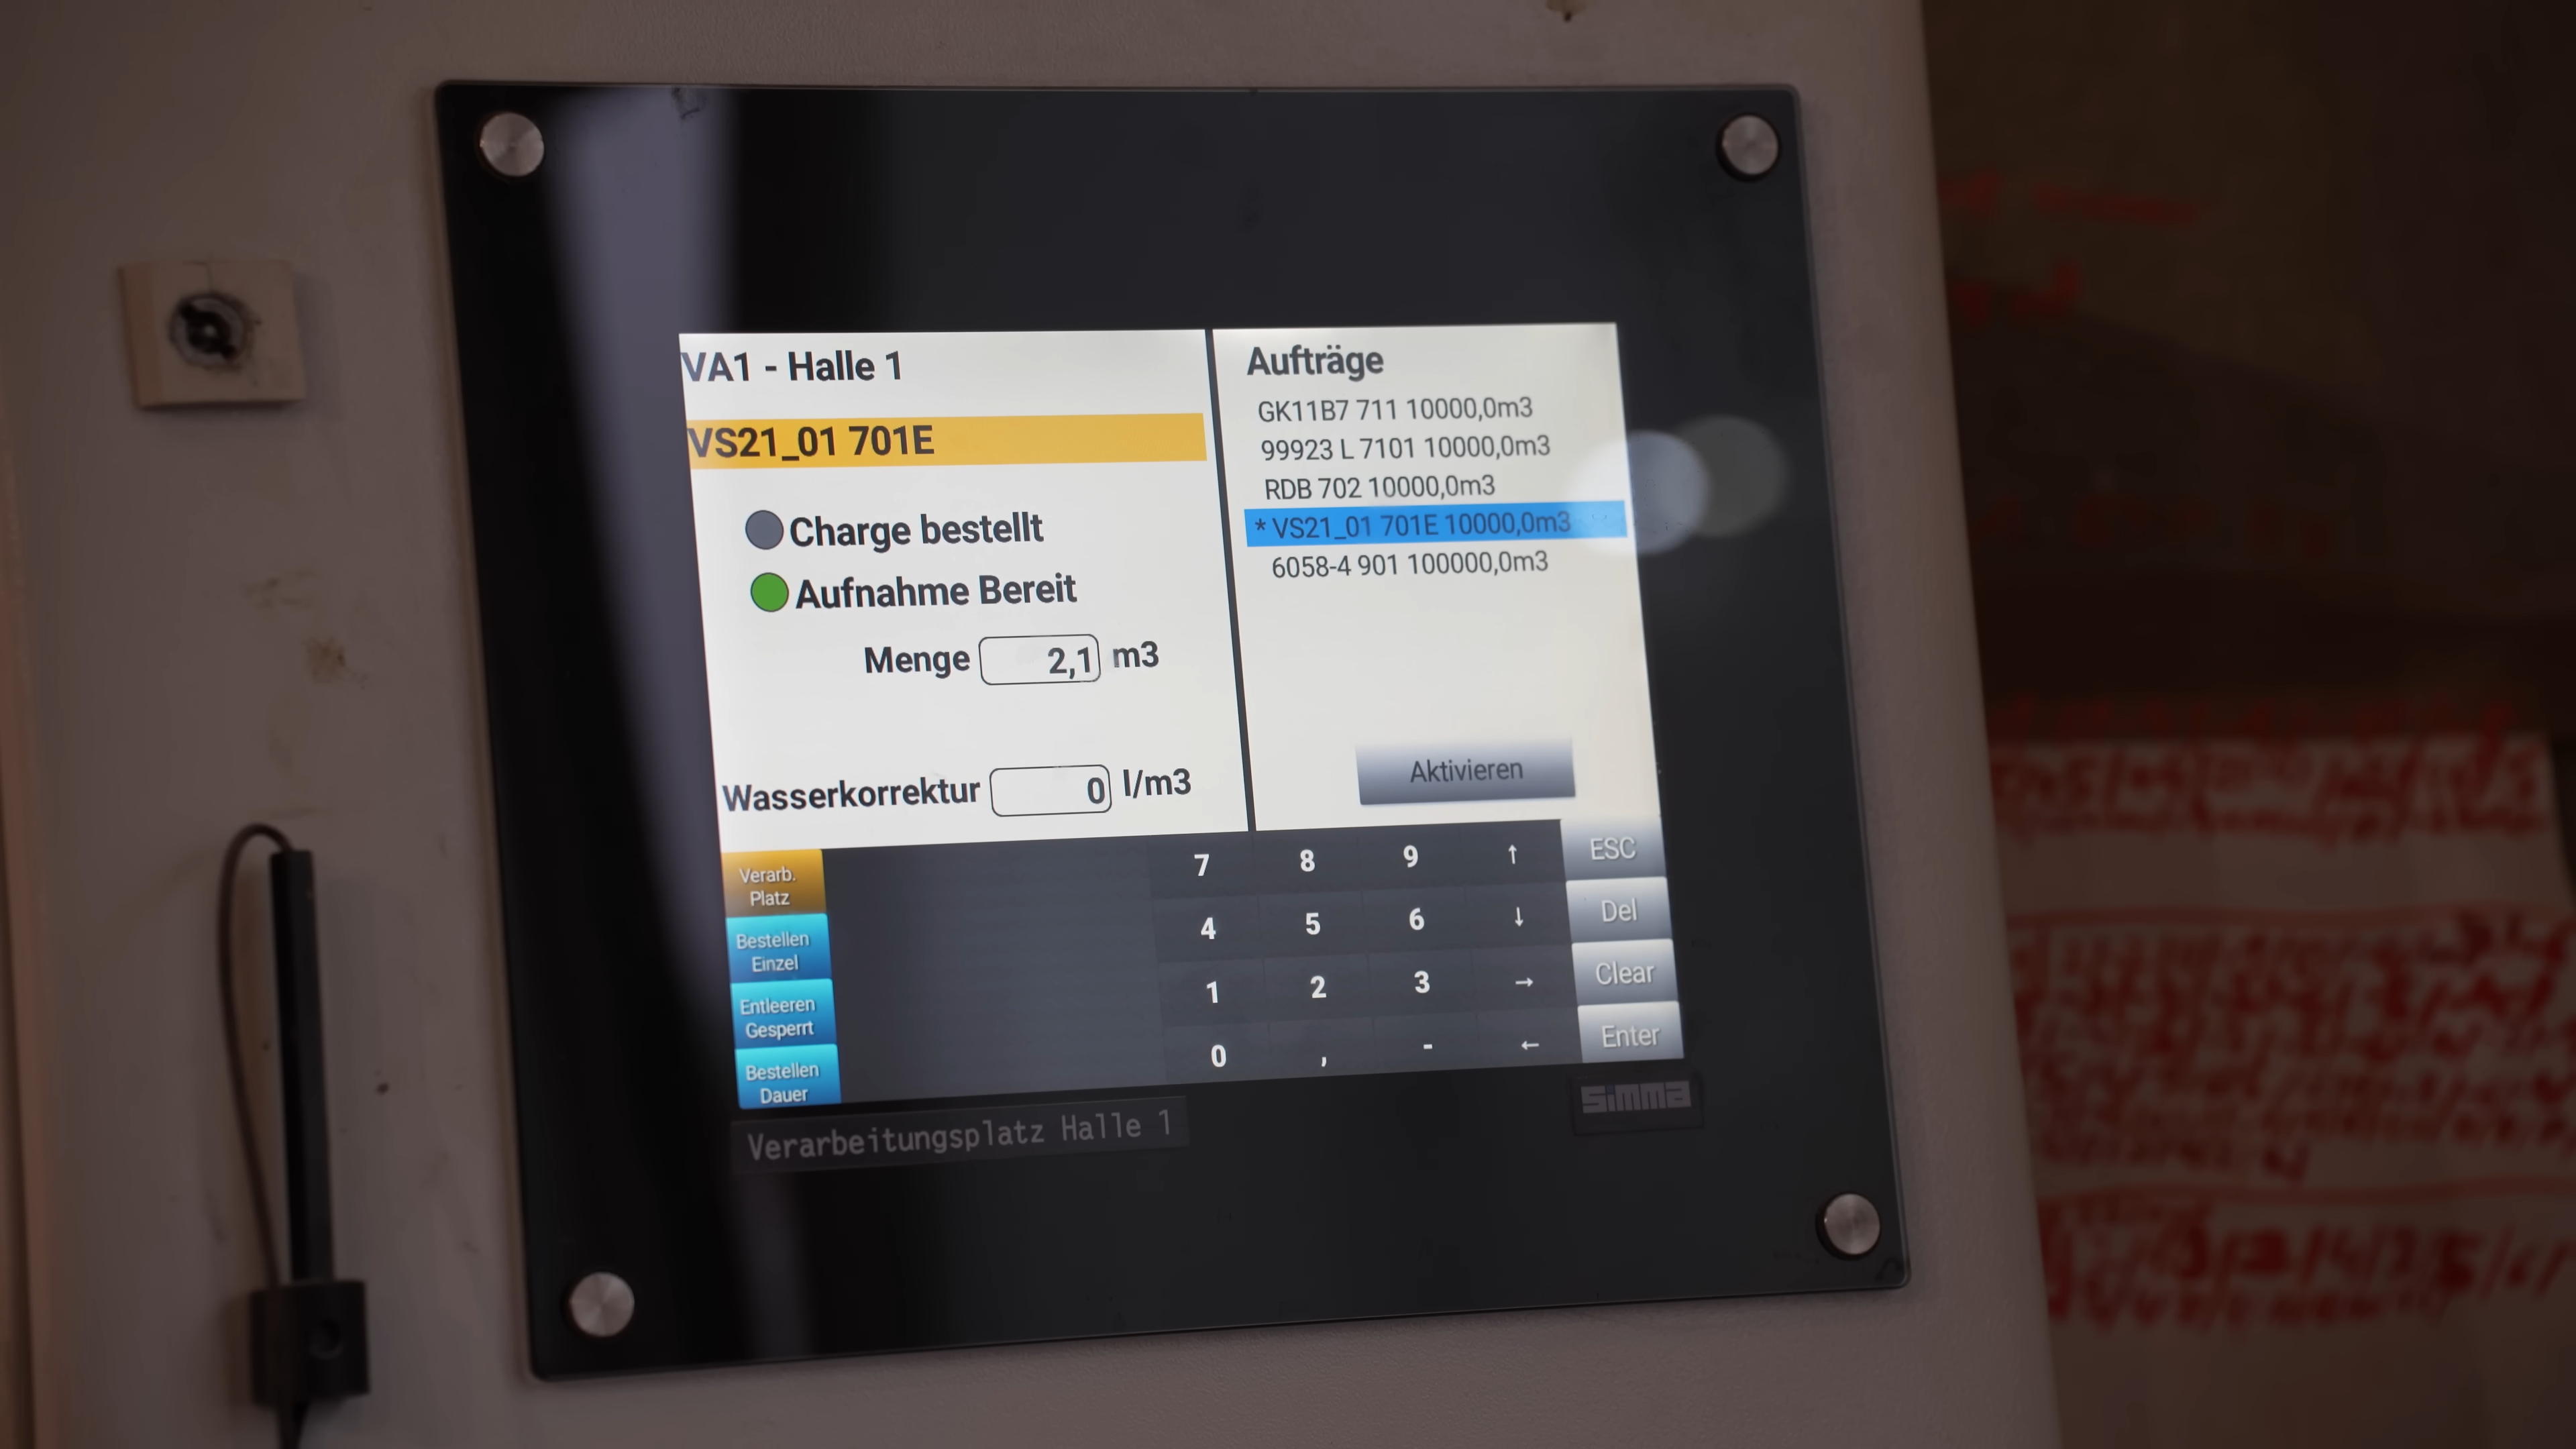 VA1 - Halle 1
VS21_01 701E
Charge bestellt
Aufnahme Bereit
Menge 2,1 m3
Wasserkorrektur 0 l/m3
Aufträge
GK11B7 711 10000,0m3
99923 L 7101 10000,0m3
RDB 702 10000,0m3
* VS21_01 701E 10000,0m3
6058-4 901 100000,0m3
Aktivieren
Verarb.
Platz
Bestellen
Einzel
Entleeren
Gesperrt
Bestellen
Dauer
7 8 9 ↑ ESC
4 5 6 ↓ Del
1 2 3 → Clear
0 , - ← Enter
Verarbeitungsplatz Halle 1
simma